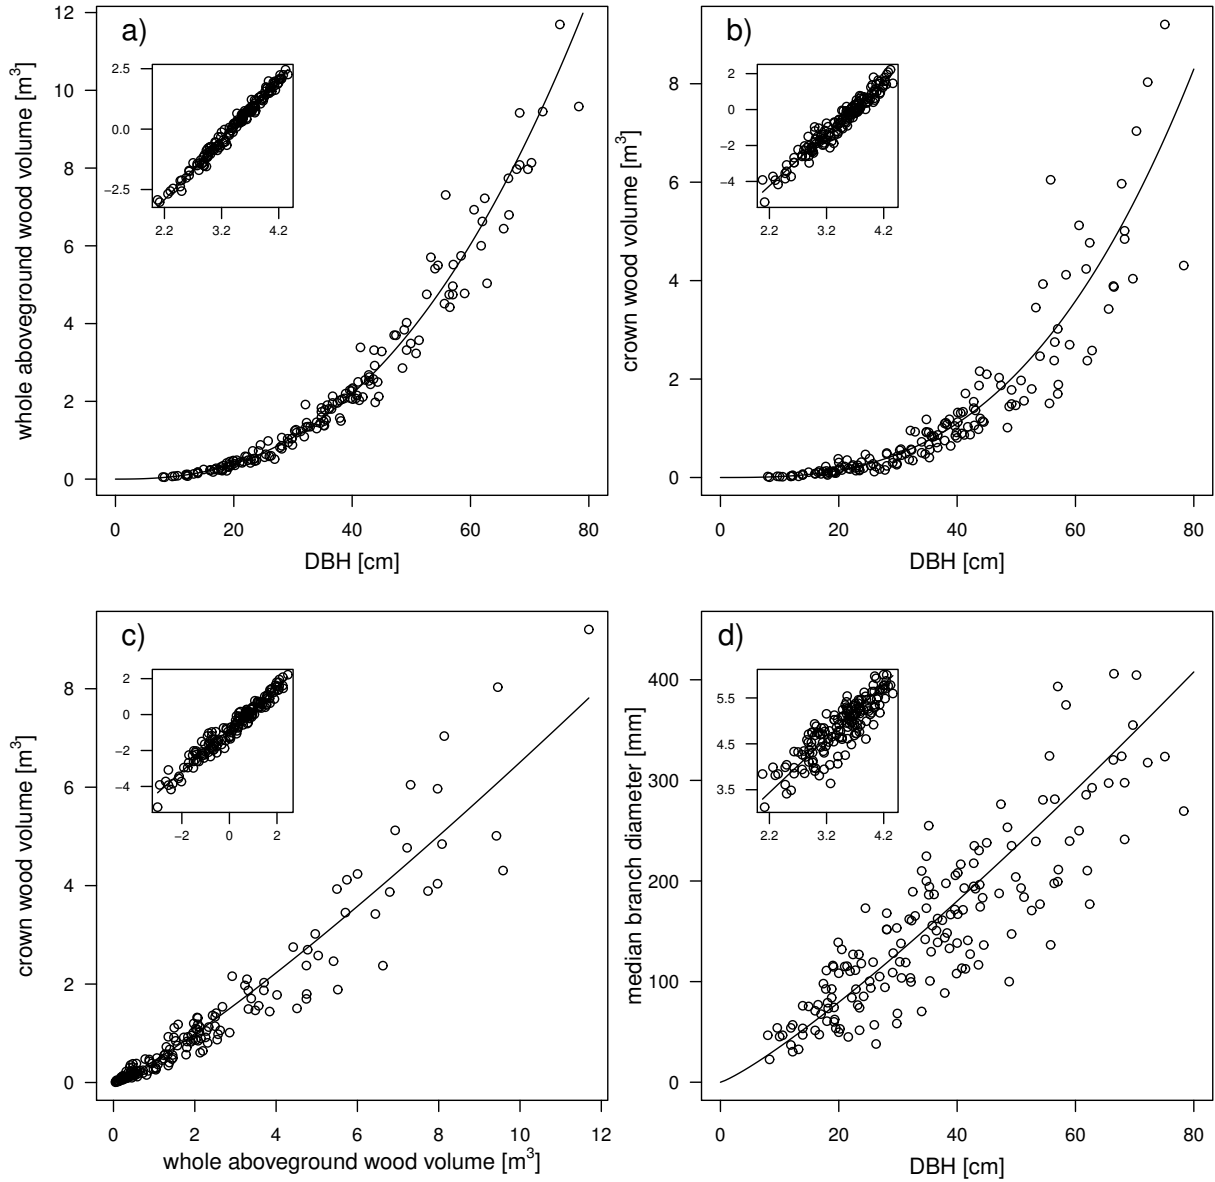 a)
whole aboveground wood volume [m³]
12
10
8
6
4
2
0
2.5
0.0
−2.5
2.2 3.2 4.2
0 20 40 60 80
DBH [cm]
b)
crown wood volume [m³]
8
6
4
2
0
2
0
−2
−4
2.2 3.2 4.2
0 20 40 60 80
DBH [cm]
c)
crown wood volume [m³]
8
6
4
2
0
2
0
−2
−4
−2 0 2
0 2 4 6 8 10 12
whole aboveground wood volume [m³]
d)
median branch diameter [mm]
400
300
200
100
0
5.5
4.5
3.5
2.2 3.2 4.2
0 20 40 60 80
DBH [cm]